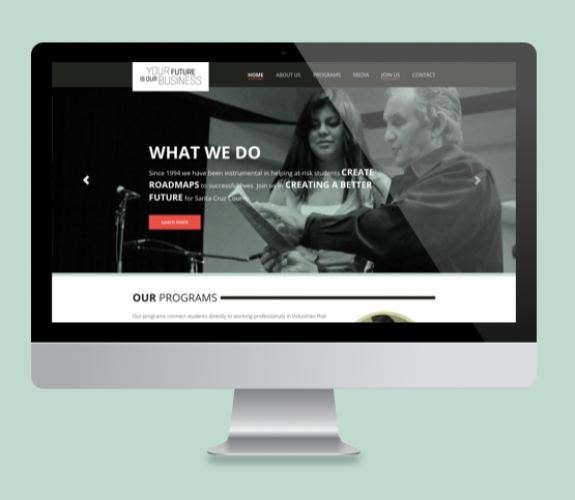 YOUR FUTURE
IS OUR BUSINESS
HOME ABOUT US PROGRAMS MEDIA JOIN US CONTACT
WHAT WE DO
Since 1994 we have been instrumental in helping at-risk students CREATE
ROADMAPS to successful lives. Join us in CREATING A BETTER
FUTURE for Santa Cruz County.
Learn more
OUR PROGRAMS
Our programs connect students directly to working professionals in industries that